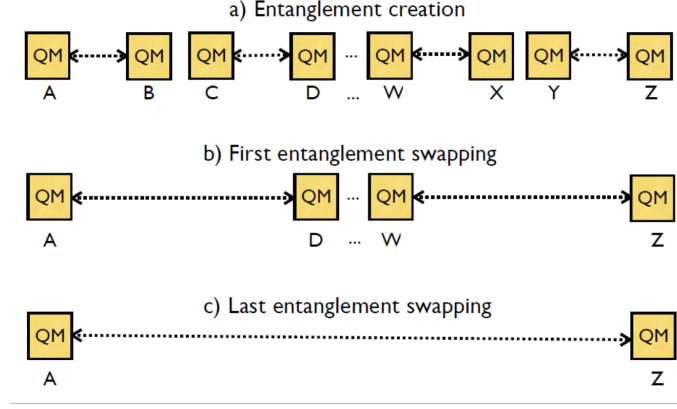 a) Entanglement creation
QM QM QM QM ... QM QM QM QM
A B C D ... W X Y Z
b) First entanglement swapping
QM QM ... QM QM
A D ... W Z
c) Last entanglement swapping
QM QM
A Z